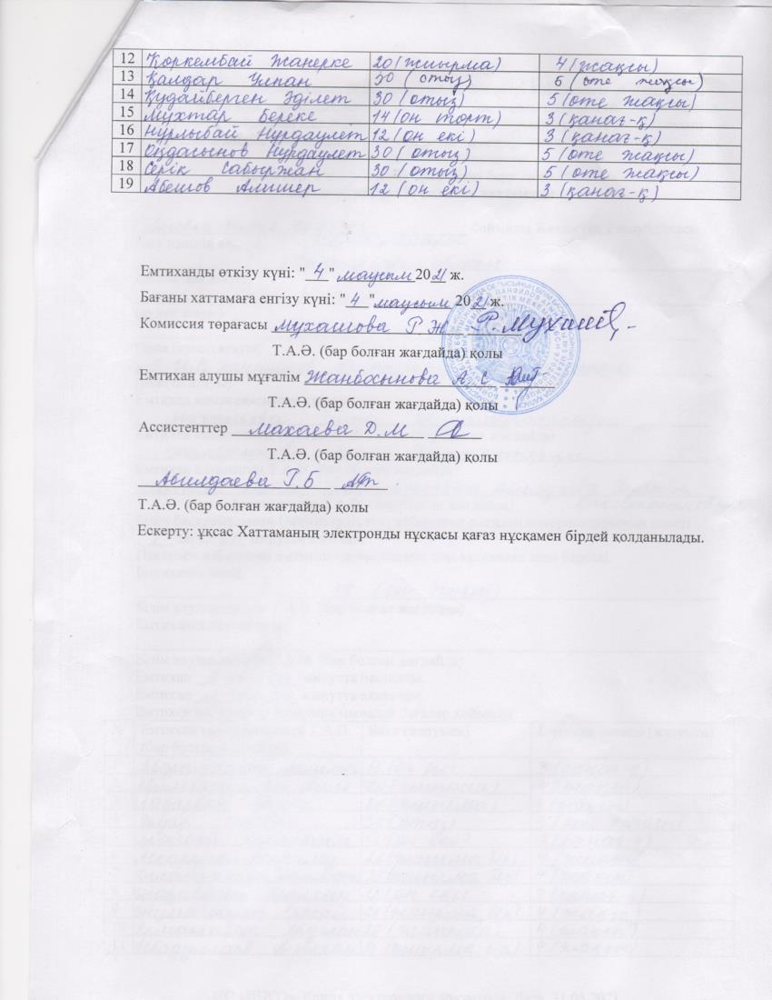 12 Қоркембай Жанерке 20 (жиырма) 4 (жақсы)
13 Қалдар Ұлпан 30 (отыз) 5 (өте жақсы)
14 Құдайберген Әділет 30 (отыз) 5 (өте жақсы)
15 Мұхтар Береке 14 (он торт) 3 (қанағ-қ)
16 Нұрлыбай Нұрдаулет 12 (он екі) 3 (қанағ-қ)
17 Оңдасынов Нұрдаулет 30 (отыз) 5 (өте жақсы)
18 Серік Сабыржан 30 (отыз) 5 (өте жақсы)
19 Абешов Алишер 12 (он екі) 3 (қанағ-қ)
Емтиханды өткізу күні: "4" маусым 2021 ж.
Бағаны хаттамаға енгізу күні: "4" маусым 2021 ж.
Комиссия төрағасы Мухашова Р Ж
Т.А.Ә. (бар болған жағдайда) қолы
Емтихан алушы мұғалім Жанбосынова А. С
Т.А.Ә. (бар болған жағдайда) қолы
Ассистенттер Махаева Д.М
Т.А.Ә. (бар болған жағдайда) қолы
Абилдаева Г.Б
Т.А.Ә. (бар болған жағдайда) қолы
Ескерту: ұқсас Хаттаманың электронды нұсқасы қағаз нұсқамен бірдей қолданылады.